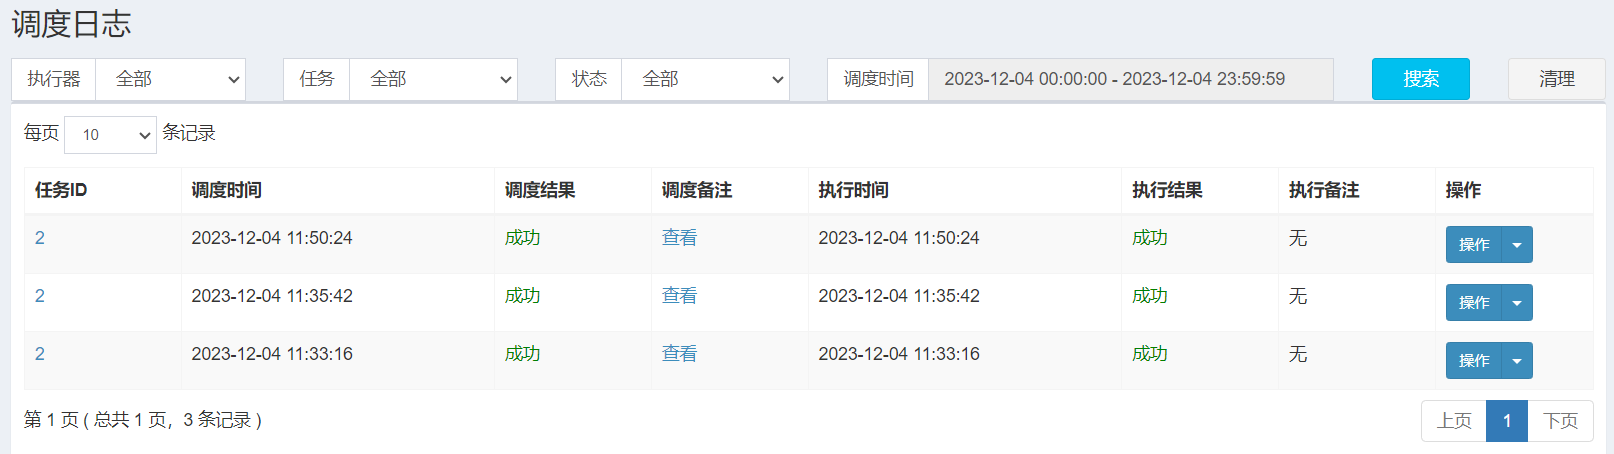 调度日志
执行器 全部 任务 全部 状态 全部 调度时间 2023-12-04 00:00:00 - 2023-12-04 23:59:59 搜索 清理
每页 10 条记录
任务ID 调度时间 调度结果 调度备注 执行时间 执行结果 执行备注 操作
2 2023-12-04 11:50:24 成功 查看 2023-12-04 11:50:24 成功 无 操作
2 2023-12-04 11:35:42 成功 查看 2023-12-04 11:35:42 成功 无 操作
2 2023-12-04 11:33:16 成功 查看 2023-12-04 11:33:16 成功 无 操作
第 1 页 ( 总共 1 页，3 条记录 ) 上页 1 下页